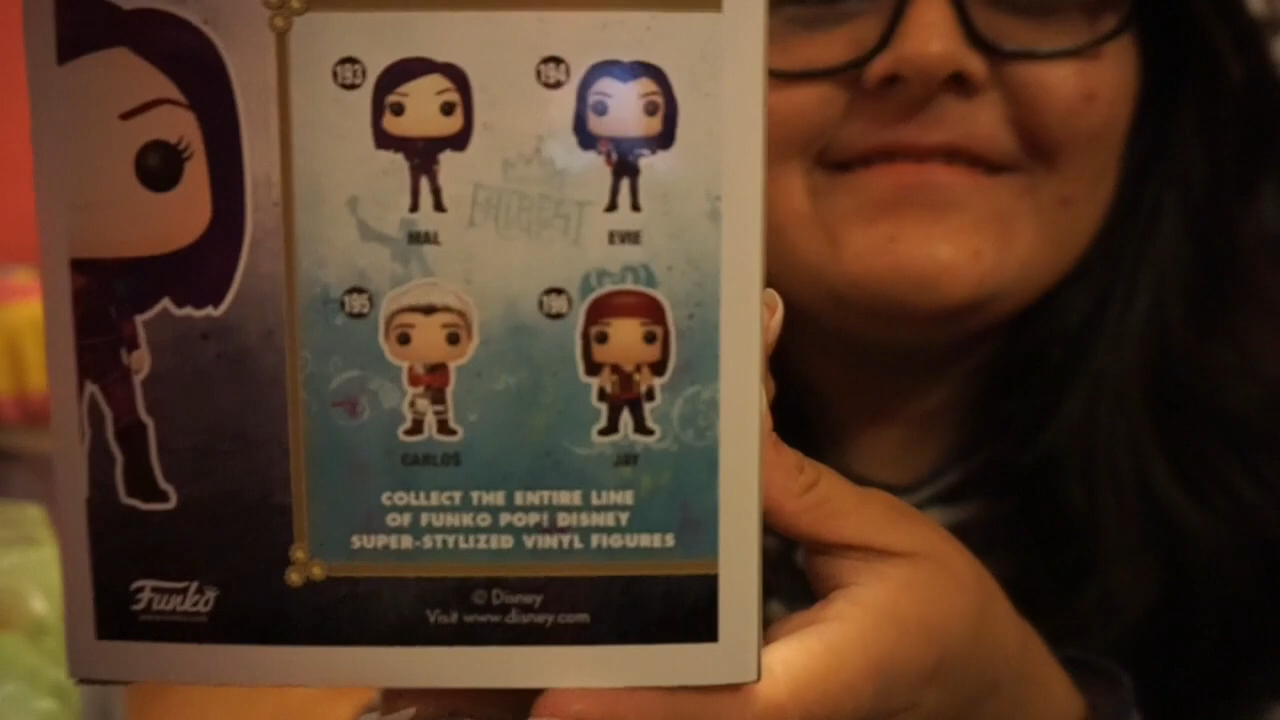 193
194
MAL
EVIE
195
196
CARLOS
JAY
COLLECT THE ENTIRE LINE
OF FUNKO POP! DISNEY
SUPER-STYLIZED VINYL FIGURES
Funko
© Disney
Visit www.disney.com